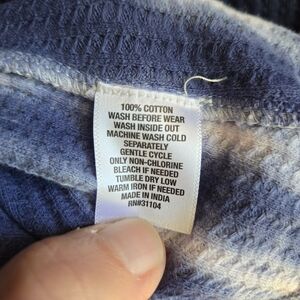 100% COTTON
WASH BEFORE WEAR
WASH INSIDE OUT
MACHINE WASH COLD
SEPARATELY
GENTLE CYCLE
ONLY NON-CHLORINE
BLEACH IF NEEDED
TUMBLE DRY LOW
WARM IRON IF NEEDED
MADE IN INDIA
RN#31104